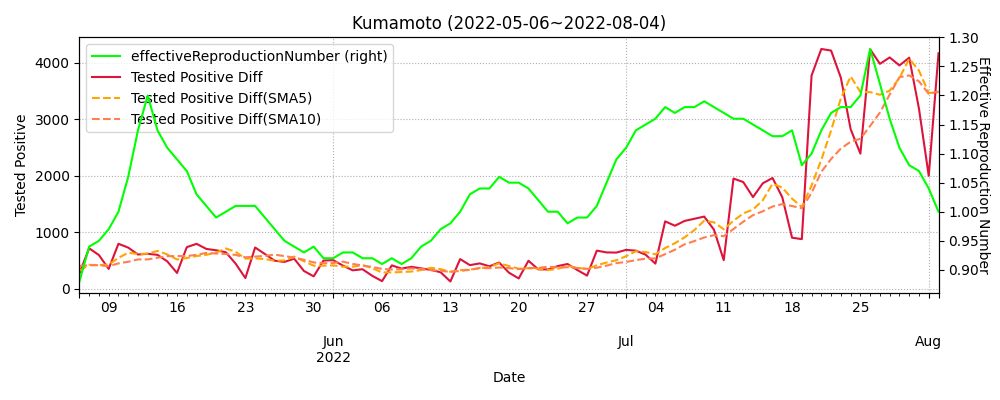 Kumamoto (2022-05-06~2022-08-04)
effectiveReproductionNumber (right)
Tested Positive Diff
Tested Positive Diff(SMA5)
Tested Positive Diff(SMA10)
Tested Positive
4000
3000
2000
1000
0
Effective Reproduction Number
1.30
1.25
1.20
1.15
1.10
1.05
1.00
0.95
0.90
09 16 23 30 06 13 20 27 04 11 18 25
Jun Jul Aug
2022
Date